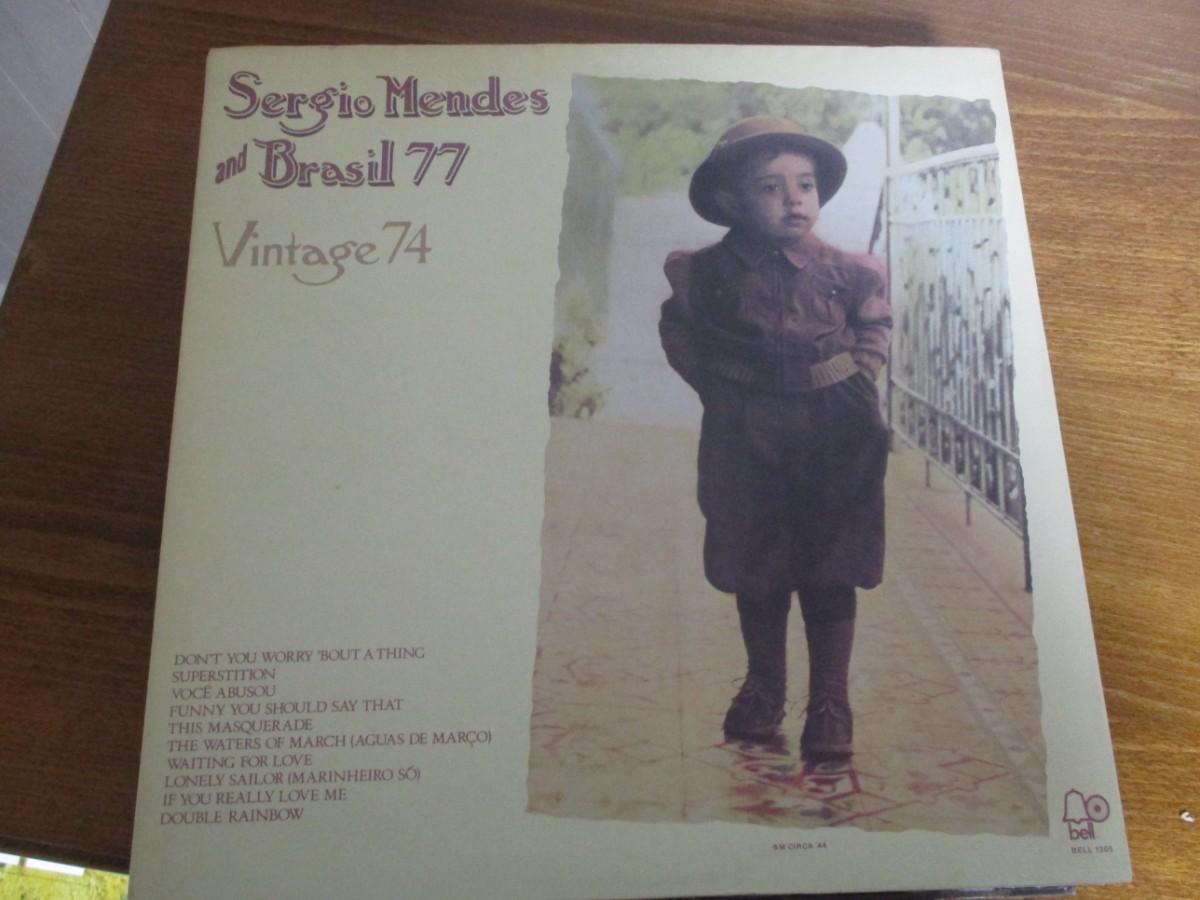 Sergio Mendes
and Brasil 77
Vintage 74
DON'T YOU WORRY 'BOUT A THING
SUPERSTITION
VOCÊ ABUSOU
FUNNY YOU SHOULD SAY THAT
THIS MASQUERADE
THE WATERS OF MARCH (AGUAS DE MARÇO)
WAITING FOR LOVE
LONELY SAILOR (MARINHEIRO SÓ)
IF YOU REALLY LOVE ME
DOUBLE RAINBOW
SM CIRCA '44
bell
BELL 1305